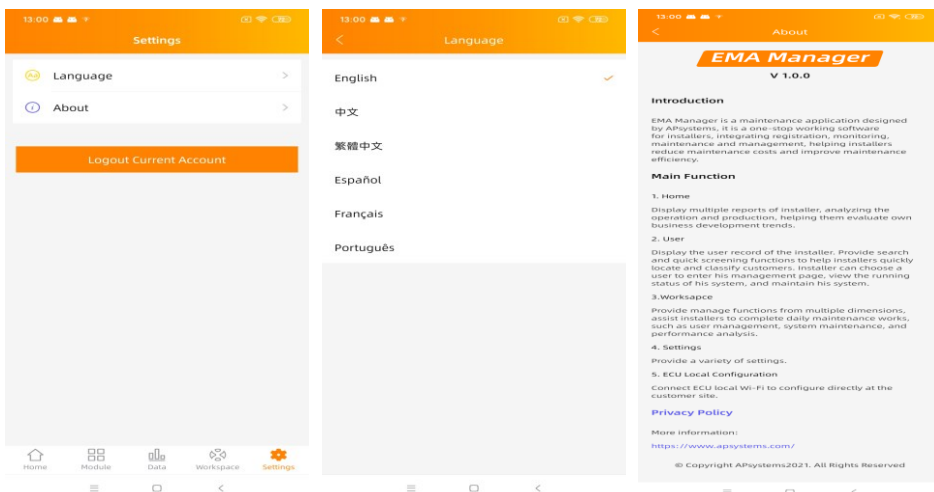 13:00
Settings
Language
About
Logout Current Account
Home
Module
Data
Workspace
Settings
13:00
Language
English
中文
繁體中文
Español
Français
Português
13:00
About
EMA Manager
V 1.0.0
Introduction
EMA Manager is a maintenance application designed
by APsystems, it is a one-stop working software
for installers, integrating registration, monitoring,
maintenance and management, helping installers
reduce maintenance costs and improve maintenance
efficiency.
Main Function
1. Home
Display multiple reports of installer, analyzing the
operation and production, helping them evaluate own
business development trends.
2. User
Display the user record of the installer. Provide search
and quick screening functions to help installers quickly
locate and classify customers. Installer can choose a
user to enter his management page, view the running
status of his system, and maintain his system.
3.Worksapce
Provide manage functions from multiple dimensions,
assist installers to complete daily maintenance works,
such as user management, system maintenance, and
performance analysis.
4. Settings
Provide a variety of settings.
5. ECU Local Configuration
Connect ECU local Wi-Fi to configure directly at the
customer site.
Privacy Policy
More information:
https://www.apsystems.com/
© Copyright APsystems2021. All Rights Reserved